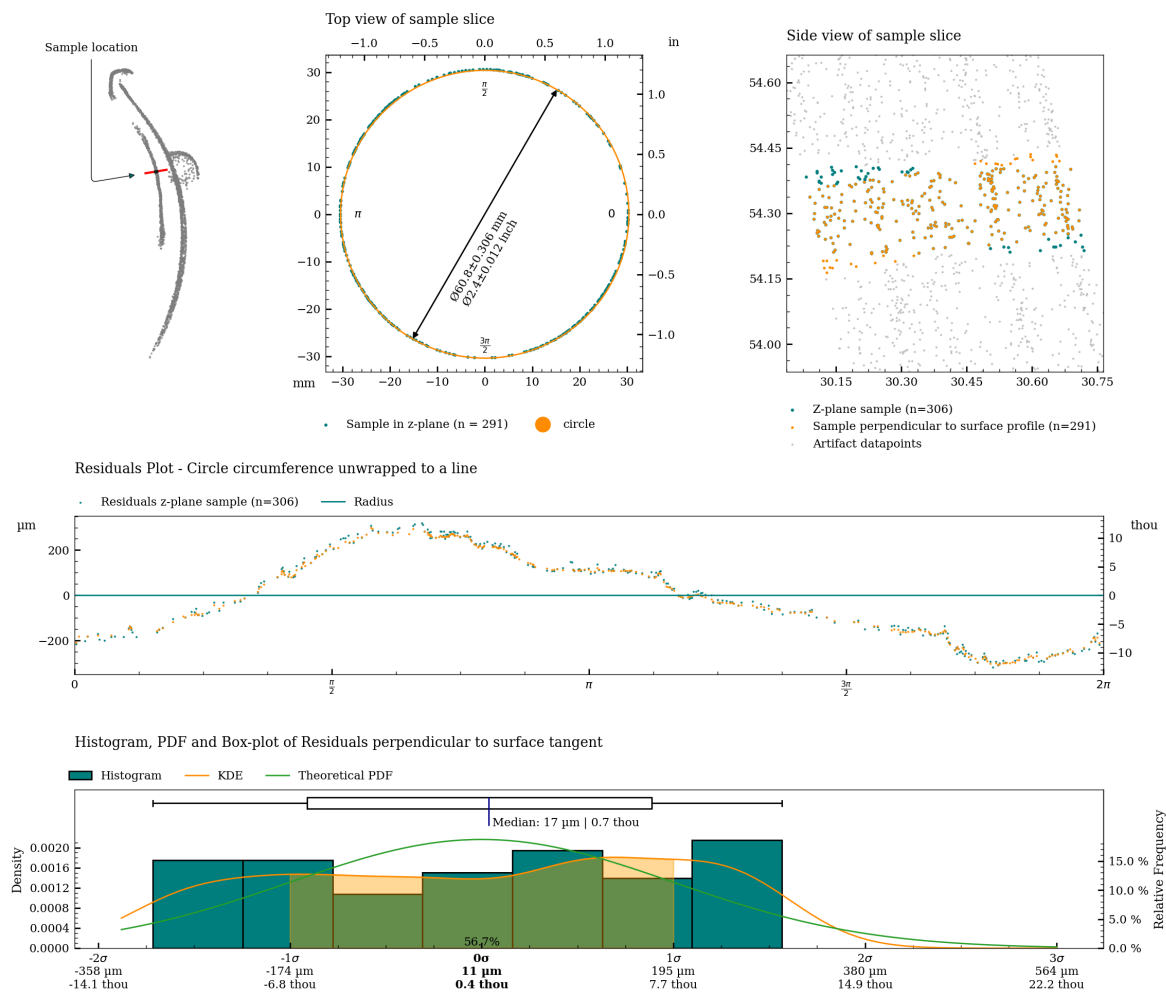 Top view of sample slice
Side view of sample slice
Sample location
−1.0 −0.5 0.0 0.5 1.0 in
30
20
10
0
−10
−20
−30
mm
−30 −20 −10 0 10 20 30
1.0
0.5
0.0
−0.5
−1.0
π/2
π
0
3π/2
Ø60.8±0.306 mm
Ø2.4±0.012 inch
Sample in z-plane (n = 291)
circle
54.60
54.45
54.30
54.15
54.00
30.15 30.30 30.45 30.60 30.75
Z-plane sample (n=306)
Sample perpendicular to surface profile (n=291)
Artifact datapoints
Residuals Plot - Circle circumference unwrapped to a line
Residuals z-plane sample (n=306)
Radius
µm
200
0
−200
thou
10
5
0
−5
−10
0 π/2 π 3π/2 2π
Histogram, PDF and Box-plot of Residuals perpendicular to surface tangent
Histogram
KDE
Theoretical PDF
Median: 17 µm | 0.7 thou
Density
0.0020
0.0016
0.0012
0.0008
0.0004
0.0000
Relative Frequency
15.0 %
10.0 %
5.0 %
0.0 %
56.7%
-2σ -1σ 0σ 1σ 2σ 3σ
-358 µm -174 µm 11 µm 195 µm 380 µm 564 µm
-14.1 thou -6.8 thou 0.4 thou 7.7 thou 14.9 thou 22.2 thou